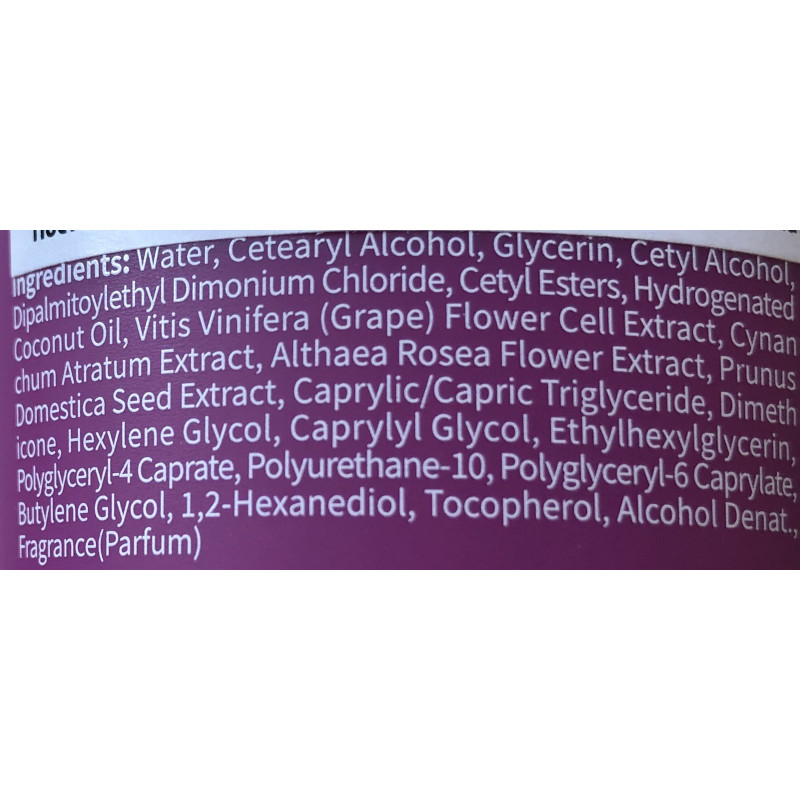 Ingredients: Water, Cetearyl Alcohol, Glycerin, Cetyl Alcohol,
Dipalmitoylethyl Dimonium Chloride, Cetyl Esters, Hydrogenated
Coconut Oil, Vitis Vinifera (Grape) Flower Cell Extract, Cynan
chum Atratum Extract, Althaea Rosea Flower Extract, Prunus
Domestica Seed Extract, Caprylic/Capric Triglyceride, Dimeth
icone, Hexylene Glycol, Caprylyl Glycol, Ethylhexylglycerin,
Polyglyceryl-4 Caprate, Polyurethane-10, Polyglyceryl-6 Caprylate,
Butylene Glycol, 1,2-Hexanediol, Tocopherol, Alcohol Denat.,
Fragrance(Parfum)